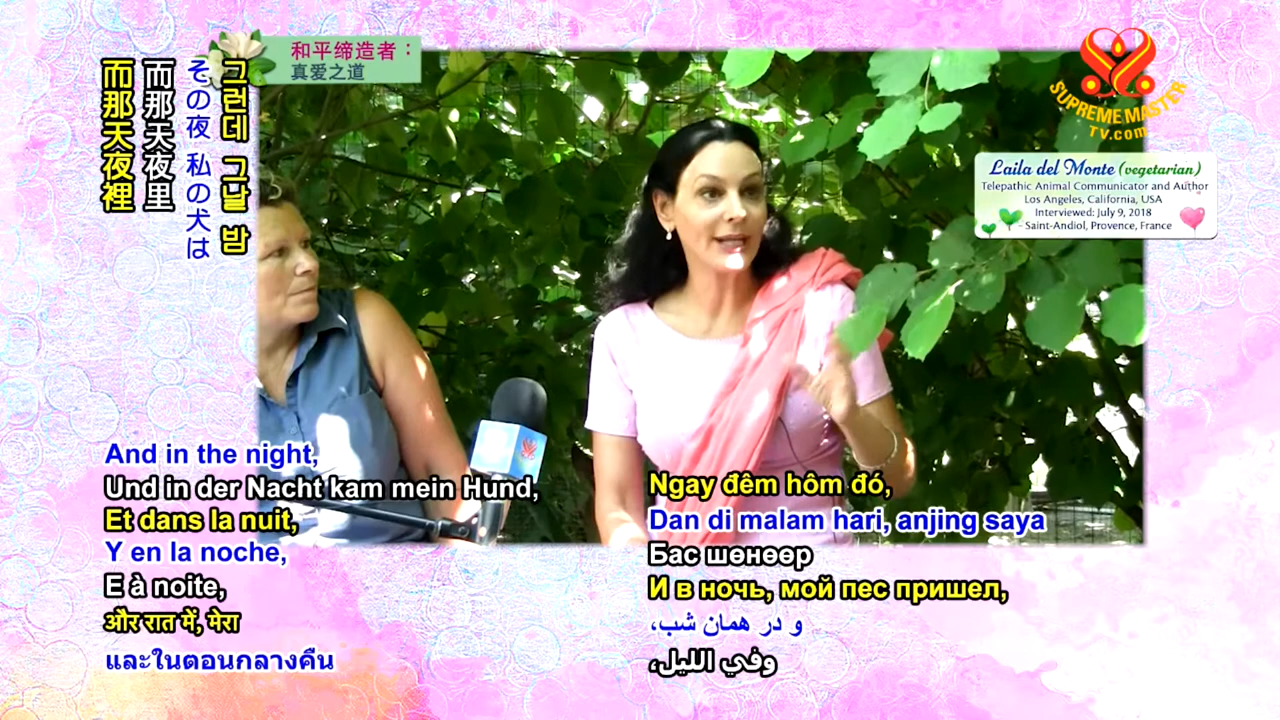 그런데 그날 밤
その夜 私の犬は
而那天夜里
而那天夜裡
和平缔造者：
真爱之道
SUPREME MASTER
TV.com
Laila del Monte (vegetarian)
Telepathic Animal Communicator and Author
Los Angeles, California, USA
Interviewed: July 9, 2018
- Saint-Andiol, Provence, France
And in the night,
Und in der Nacht kam mein Hund,
Et dans la nuit,
Y en la noche,
E à noite,
और रात में, मेरा
และในตอนกลางคืน
Ngay đêm hôm đó,
Dan di malam hari, anjing saya
Бас шөнөөр
И в ночь, мой пес пришел,
و در همان شب،
وفي الليل،